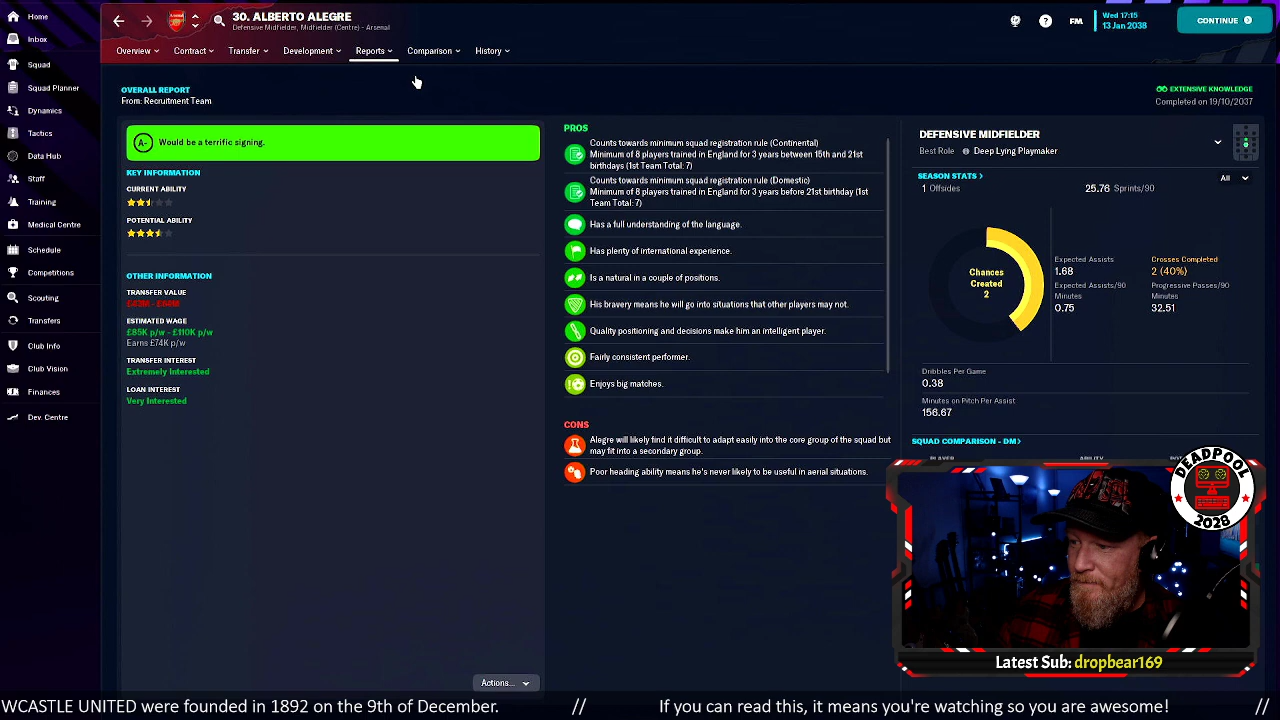 Home
Inbox
Squad
Squad Planner
Dynamics
Tactics
Data Hub
Staff
Training
Medical Centre
Schedule
Competitions
Scouting
Transfers
Club Info
Club Vision
Finances
Dev. Centre
30. ALBERTO ALEGRE
Defensive Midfielder, Midfielder (Centre) - Arsenal
FM
Wed 17:15
13 Jan 2038
CONTINUE
Overview
Contract
Transfer
Development
Reports
Comparison
History
OVERALL REPORT
From: Recruitment Team
EXTENSIVE KNOWLEDGE
Completed on 19/10/2037
A-
Would be a terrific signing.
KEY INFORMATION
CURRENT ABILITY
POTENTIAL ABILITY
OTHER INFORMATION
TRANSFER VALUE
ESTIMATED WAGE
£85K p/w - £110K p/w
Earns £74K p/w
TRANSFER INTEREST
Extremely Interested
LOAN INTEREST
Very Interested
Actions...
PROS
Counts towards minimum squad registration rule (Continental)
Minimum of 8 players trained in England for 3 years between 15th and 21st
birthdays (1st Team Total: 7)
Counts towards minimum squad registration rule (Domestic)
Minimum of 8 players trained in England for 3 years before 21st birthday (1st
Team Total: 7)
Has a full understanding of the language.
Has plenty of international experience.
Is a natural in a couple of positions.
His bravery means he will go into situations that other players may not.
Quality positioning and decisions make him an intelligent player.
Fairly consistent performer.
Enjoys big matches.
CONS
Alegre will likely find it difficult to adapt easily into the core group of the squad but
may fit into a secondary group.
Poor heading ability means he's never likely to be useful in aerial situations.
DEFENSIVE MIDFIELDER
Best Role Deep Lying Playmaker
SEASON STATS >
All
1 Offsides
25.76 Sprints/90
Chances
Created
2
Expected Assists
1.68
Expected Assists/90
Minutes
0.75
Crosses Completed
2 (40%)
Progressive Passes/90
Minutes
32.51
Dribbles Per Game
0.38
Minutes on Pitch Per Assist
156.67
SQUAD COMPARISON - DM >
DEADPOOL
2028
Latest Sub: dropbear169
WCASTLE UNITED were founded in 1892 on the 9th of December. // If you can read this, it means you're watching so you are awesome! //